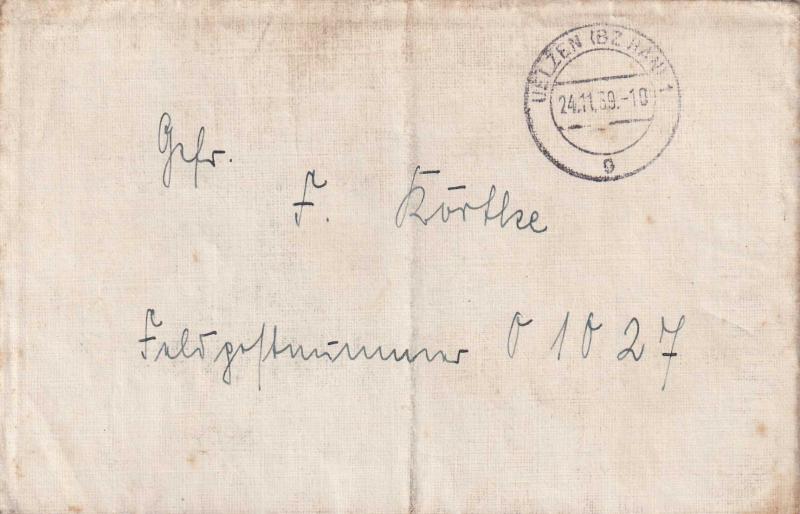 UELZEN (BZ HAN) 1
24.11.39.-10
g
Gefr.
F. Körtke
Feldpostnummer 0 1 0 2 7